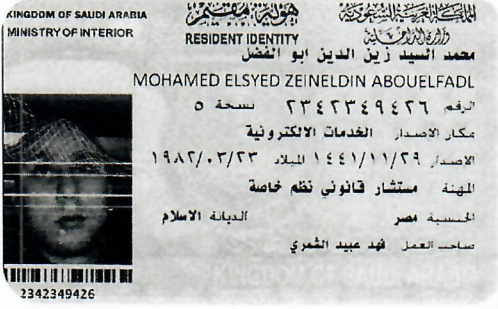 KINGDOM OF SAUDI ARABIA
MINISTRY OF INTERIOR
هوية مقيم
RESIDENT IDENTITY
المملكة العربية السعودية
وزارة الداخلية
محمد السيد زين الدين ابو الفضل
MOHAMED ELSYED ZEINELDIN ABOUELFADL
الرقم ٢٣٤٢٣٤٩٤٢٦ نسخة ٥
مكان الاصدار الخدمات الالكترونية
الاصدار ١٤٤١/١١/٢٩ الميلاد ١٩٨٢/٠٣/٢٣
المهنة مستشار قانوني نظم خاصة
الجنسية مصر الديانة الاسلام
صاحب العمل فهد عبيد الشمري
2342349426